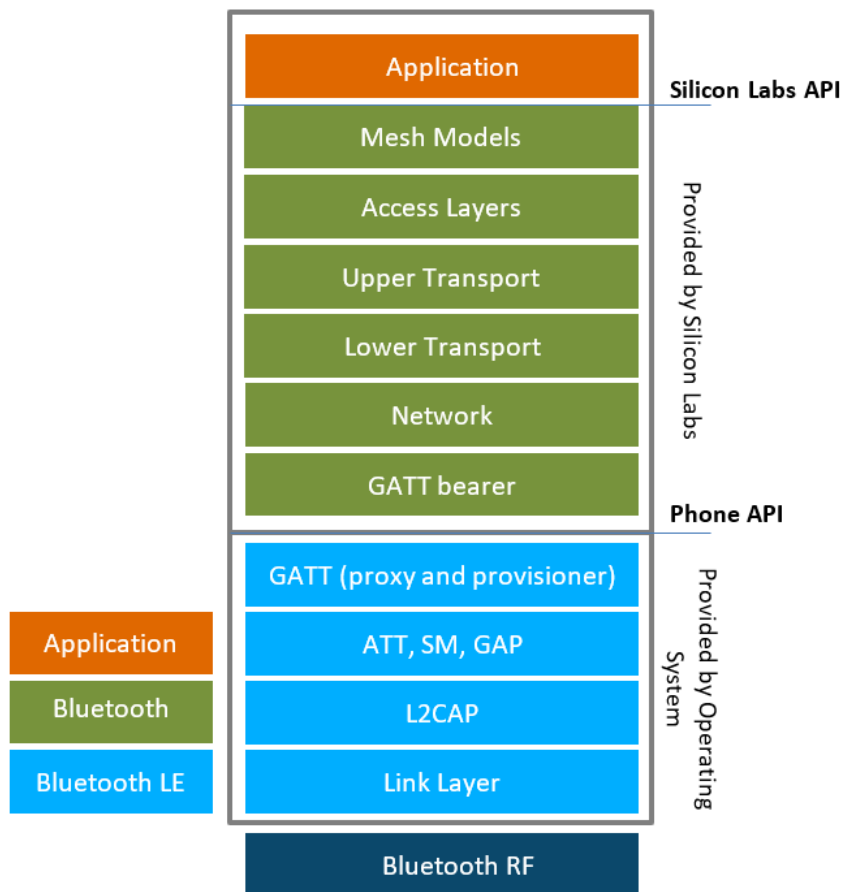 Application
Silicon Labs API
Mesh Models
Access Layers
Upper Transport
Lower Transport
Network
GATT bearer
Provided by Silicon Labs
Phone API
GATT (proxy and provisioner)
ATT, SM, GAP
L2CAP
Link Layer
Provided by Operating
System
Application
Bluetooth
Bluetooth LE
Bluetooth RF